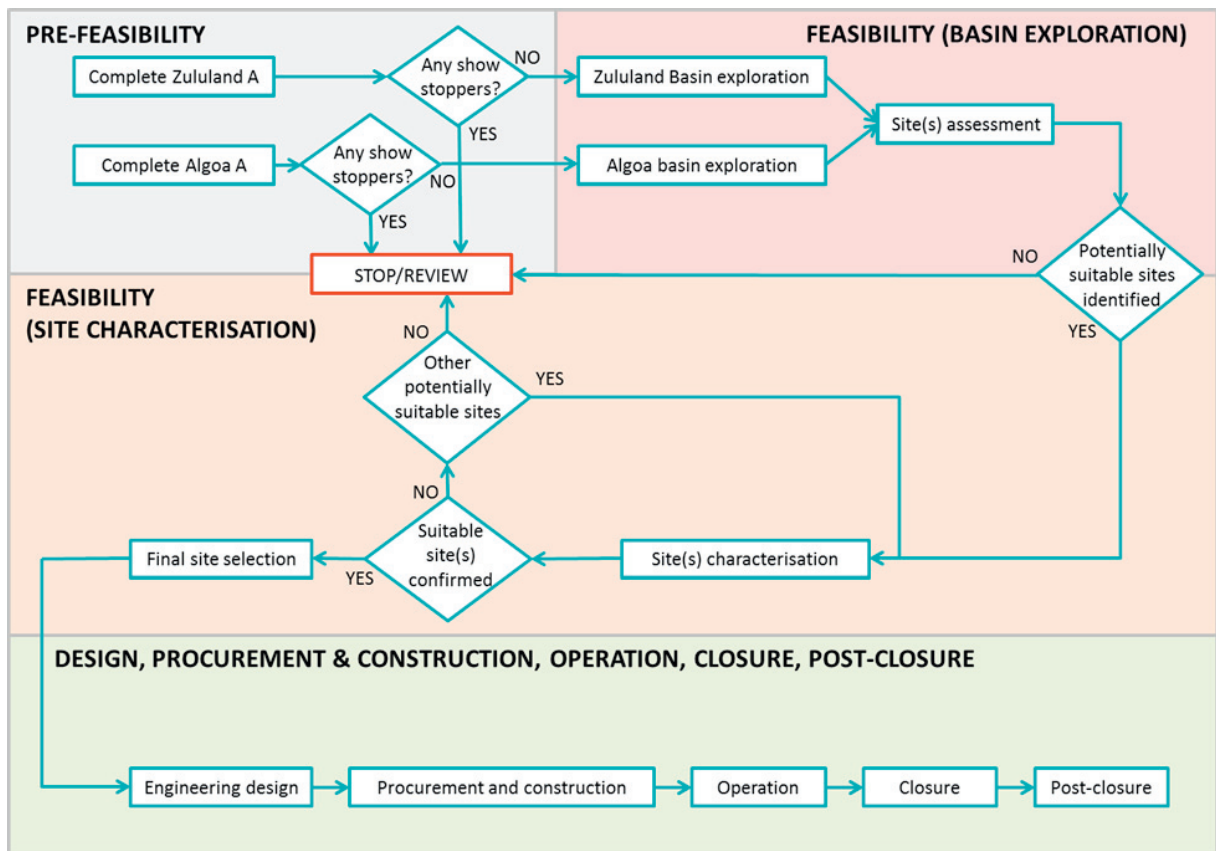 PRE-FEASIBILITY
Complete Zululand A
Any show
stoppers?
NO
YES
Complete Algoa A
Any show
stoppers?
NO
YES
FEASIBILITY (BASIN EXPLORATION)
Zululand Basin exploration
Algoa basin exploration
Site(s) assessment
Potentially
suitable sites
identified
NO
YES
STOP/REVIEW
FEASIBILITY
(SITE CHARACTERISATION)
NO
Other
potentially
suitable sites
YES
NO
Suitable
site(s)
confirmed
YES
Final site selection
Site(s) characterisation
DESIGN, PROCUREMENT & CONSTRUCTION, OPERATION, CLOSURE, POST-CLOSURE
Engineering design
Procurement and construction
Operation
Closure
Post-closure